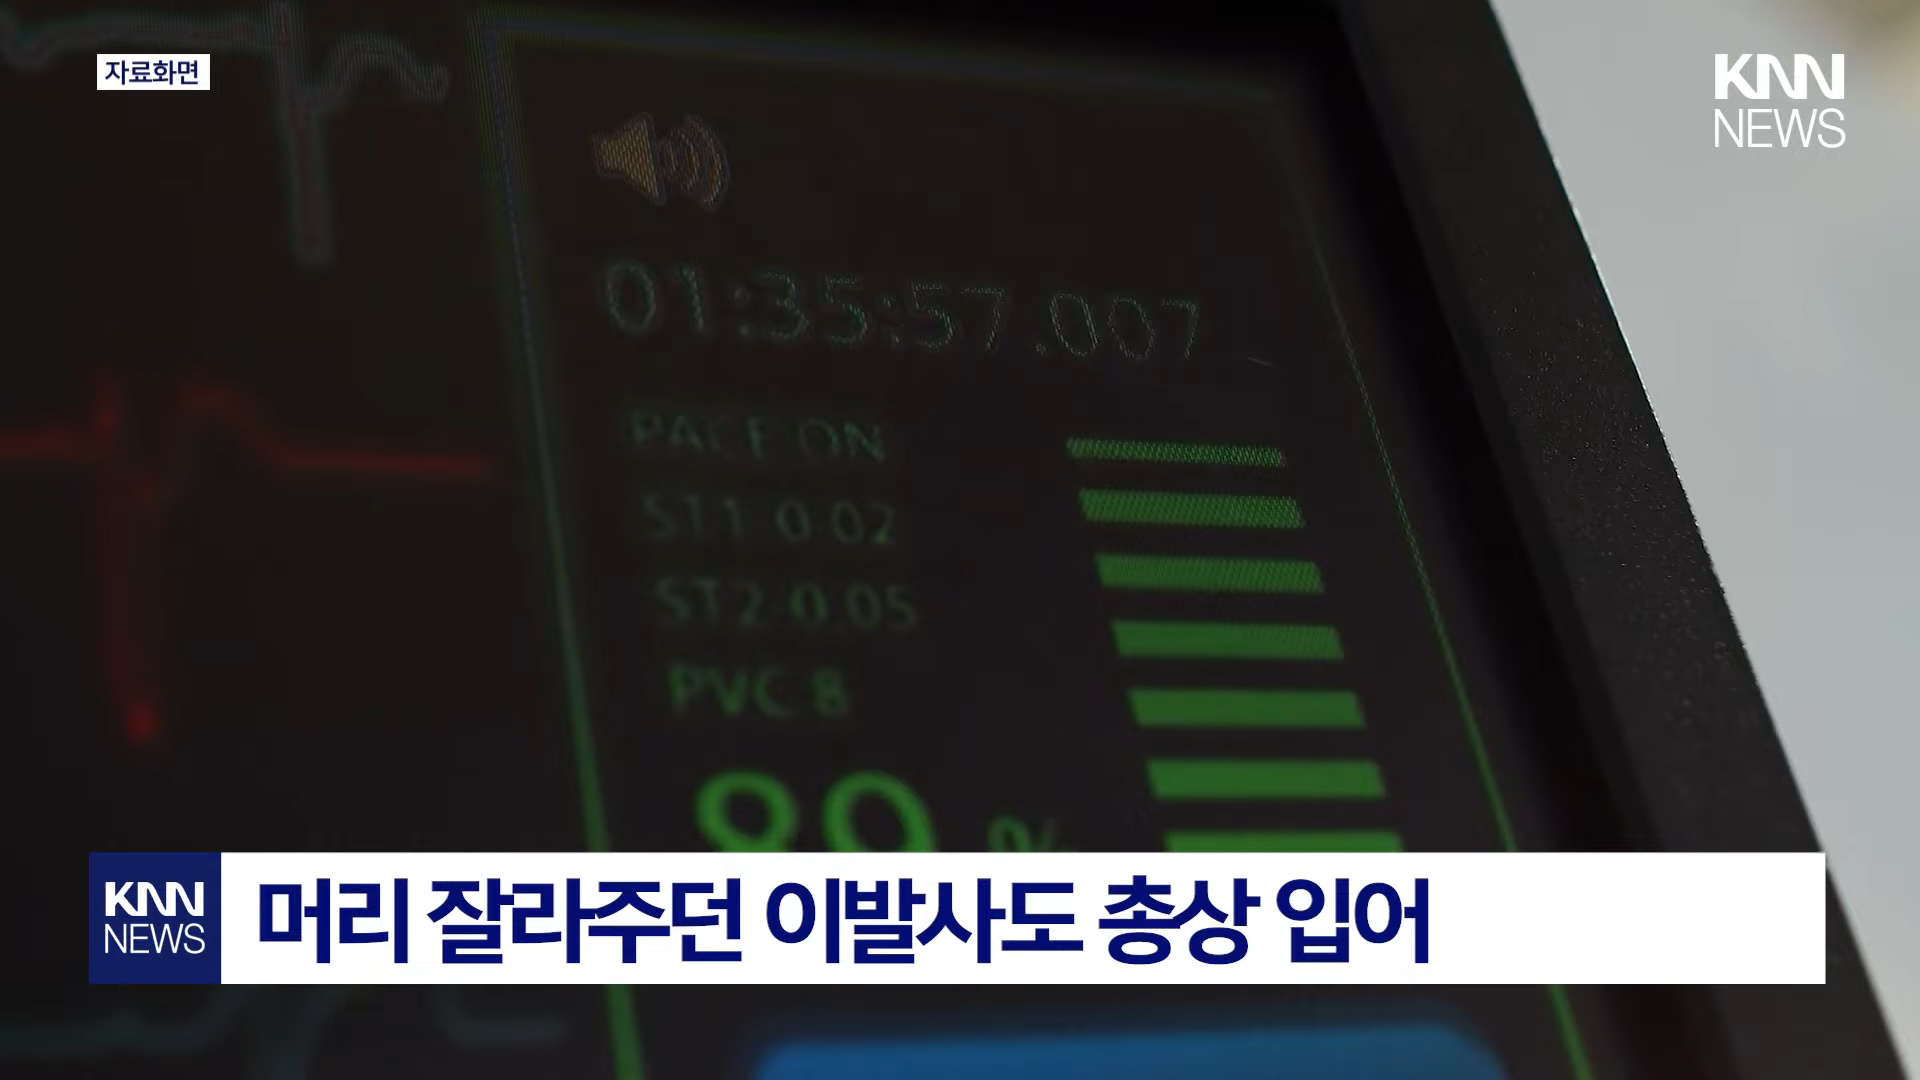 자료화면
KNN
NEWS
01:35:57.007
PACE ON
ST1 0.02
ST2 0.05
PVC 8
89 %
KNN
NEWS
머리 잘라주던 이발사도 총상 입어